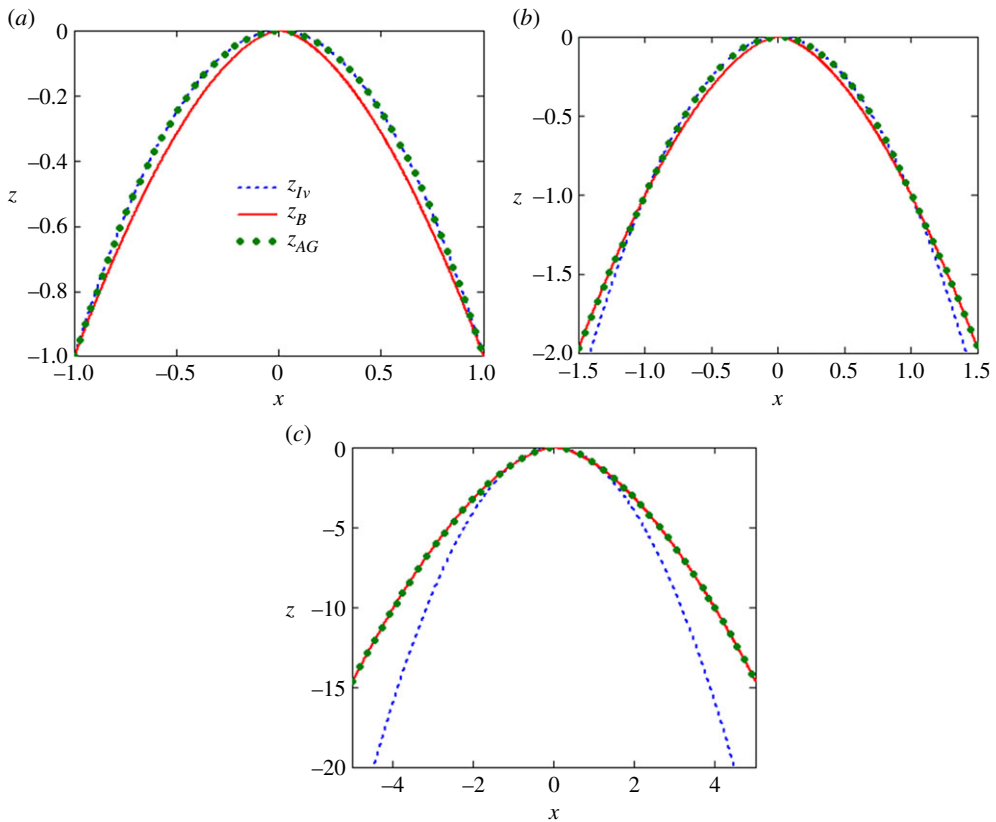 (a)
0
–0.2
–0.4
z
–0.6
–0.8
–1.0
–1.0 –0.5 0 0.5 1.0
x
z_Iv
z_B
z_AG
(b)
0
–0.5
–1.0
z
–1.5
–2.0
–1.5 –1.0 –0.5 0 0.5 1.0 1.5
x
(c)
0
–5
–10
z
–15
–20
–4 –2 0 2 4
x